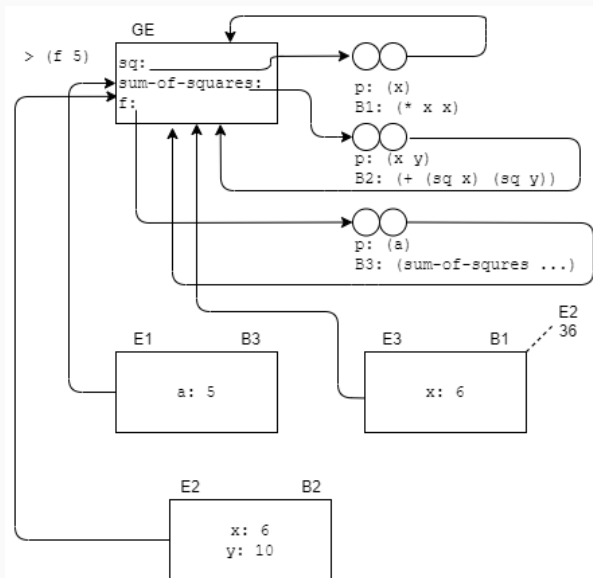 GE
> (f 5)
sq:
sum-of-squares:
f:
p: (x)
B1: (* x x)
p: (x y)
B2: (+ (sq x) (sq y))
p: (a)
B3: (sum-of-squres ...)
E2
36
E1 B3
a: 5
E3 B1
x: 6
E2 B2
x: 6
y: 10